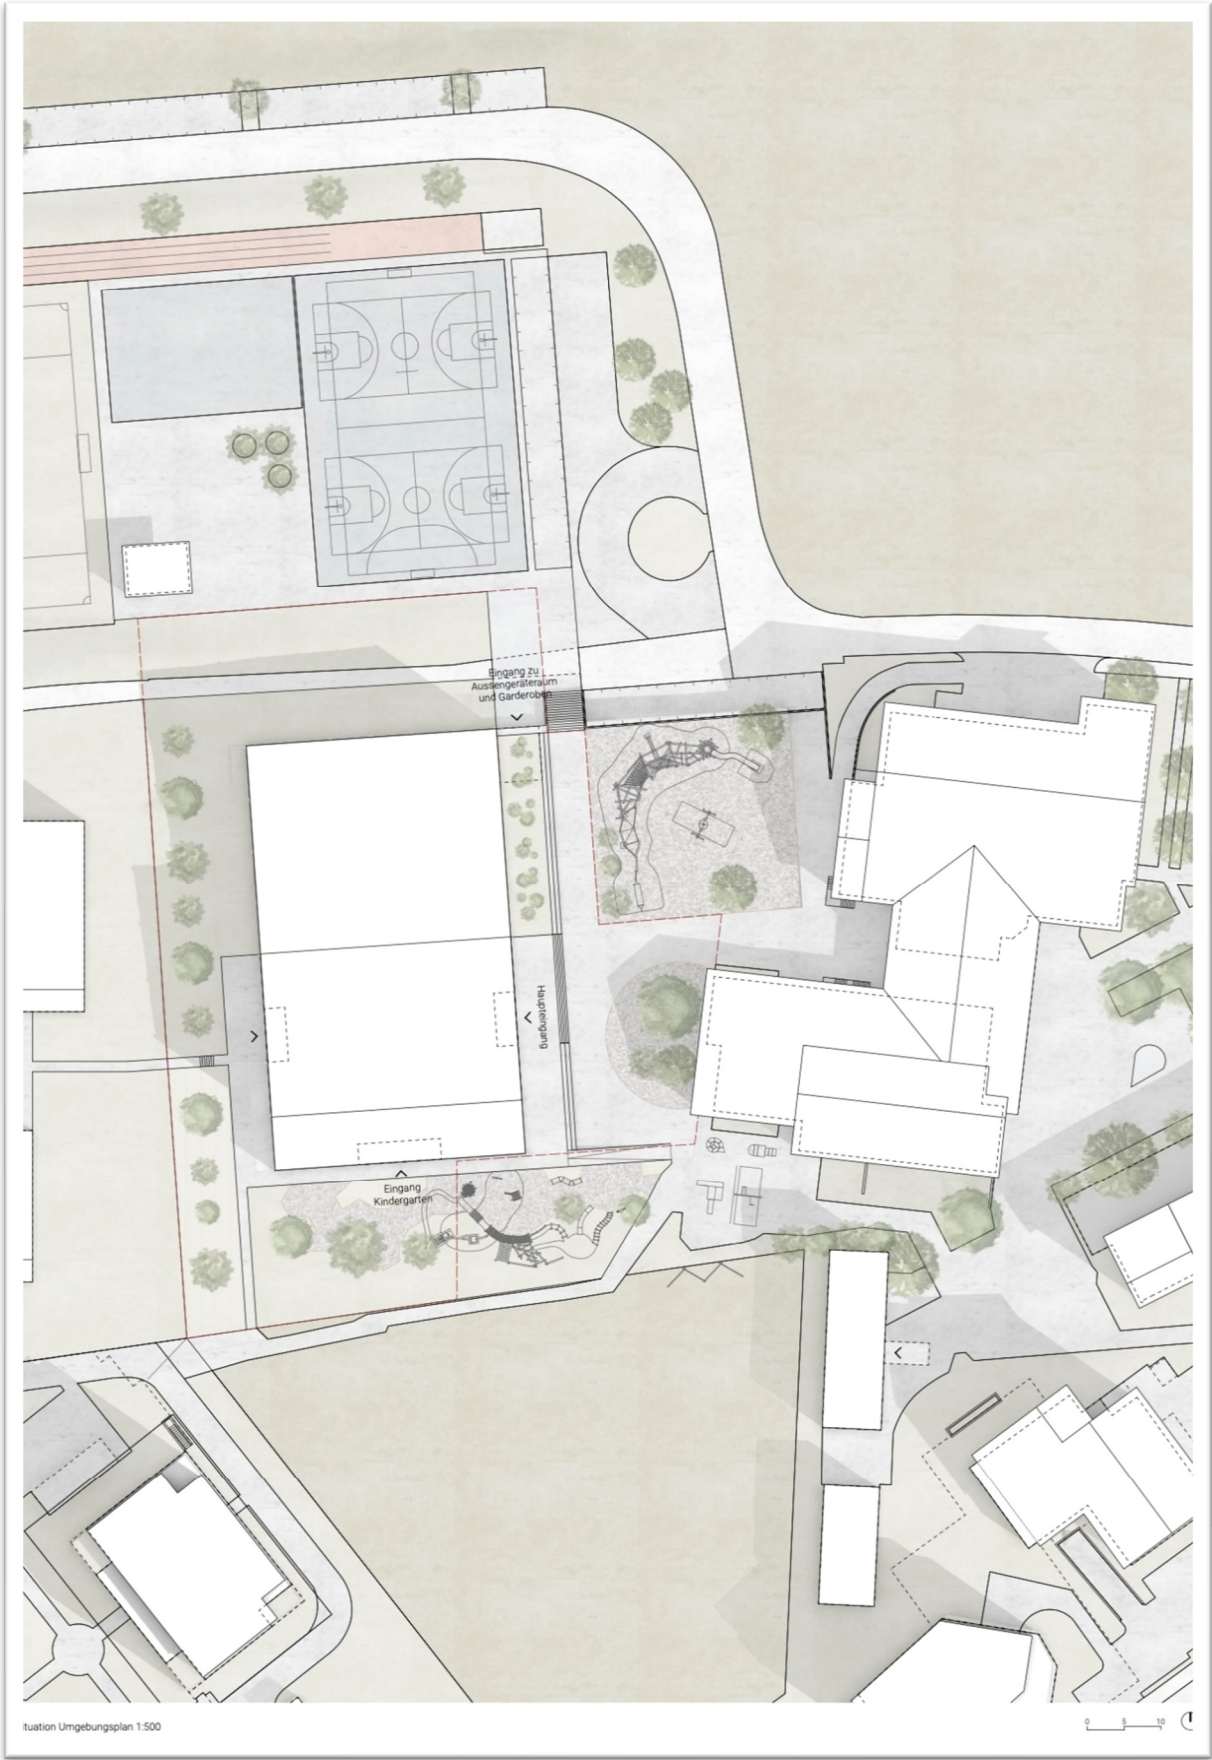 Eingang zu
Aussengeräteraum
und Garderoben
Haupteingang
Eingang
Kindergarten
ituation Umgebungsplan 1:500
0 5 10